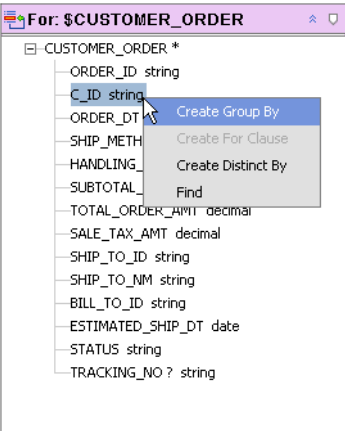 For: $CUSTOMER_ORDER
CUSTOMER_ORDER *
ORDER_ID string
C_ID string
Create Group By
ORDER_DT
Create For Clause
SHIP_METH
Create Distinct By
HANDLING_
Find
SUBTOTAL_
TOTAL_ORDER_AMT decimal
SALE_TAX_AMT decimal
SHIP_TO_ID string
SHIP_TO_NM string
BILL_TO_ID string
ESTIMATED_SHIP_DT date
STATUS string
TRACKING_NO ? string